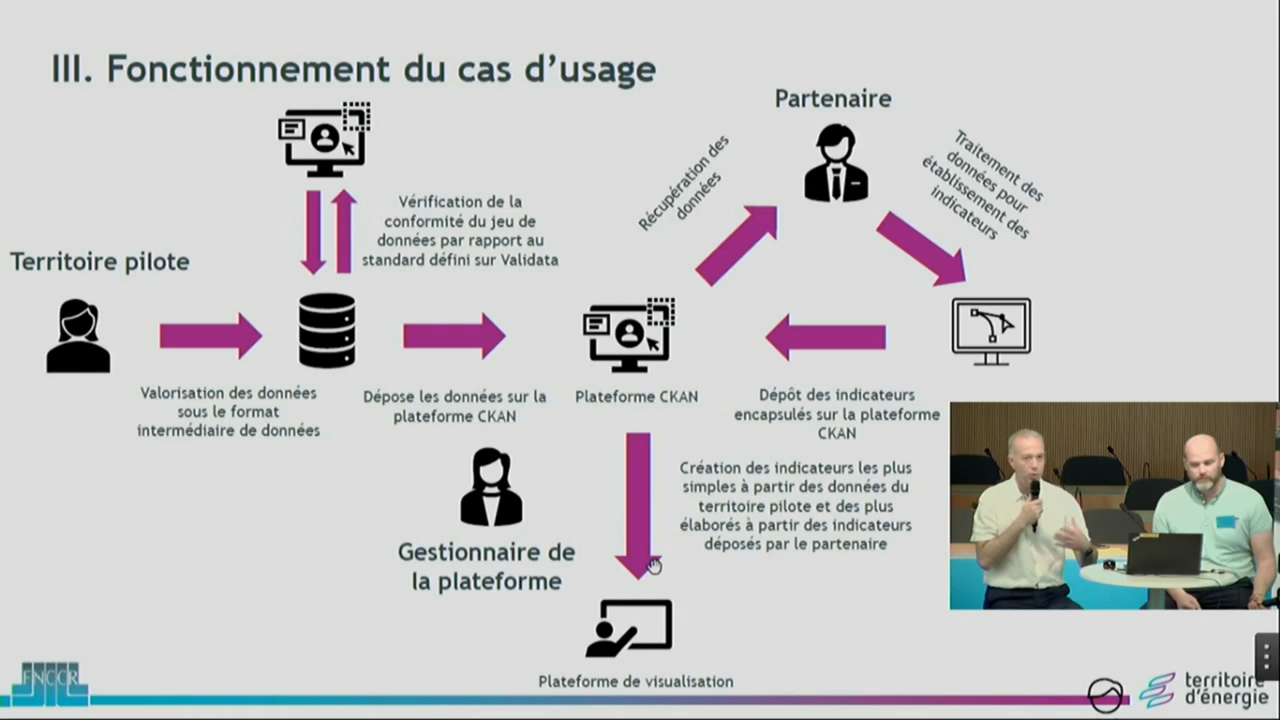 III. Fonctionnement du cas d'usage
Partenaire
Récupération des
données
Traitement des
données pour
établissement des
indicateurs
Vérification de la
conformité du jeu de
données par rapport au
standard défini sur Validata
Territoire pilote
Valorisation des données
sous le format
intermédiaire de données
Dépose les données sur la
plateforme CKAN
Plateforme CKAN
Dépôt des indicateurs
encapsulés sur la plateforme
CKAN
Création des indicateurs les plus
simples à partir des données du
territoire pilote et des plus
élaborés à partir des indicateurs
déposés par le partenaire
Gestionnaire de
la plateforme
Plateforme de visualisation
FNCCR
territoire
d'énergie